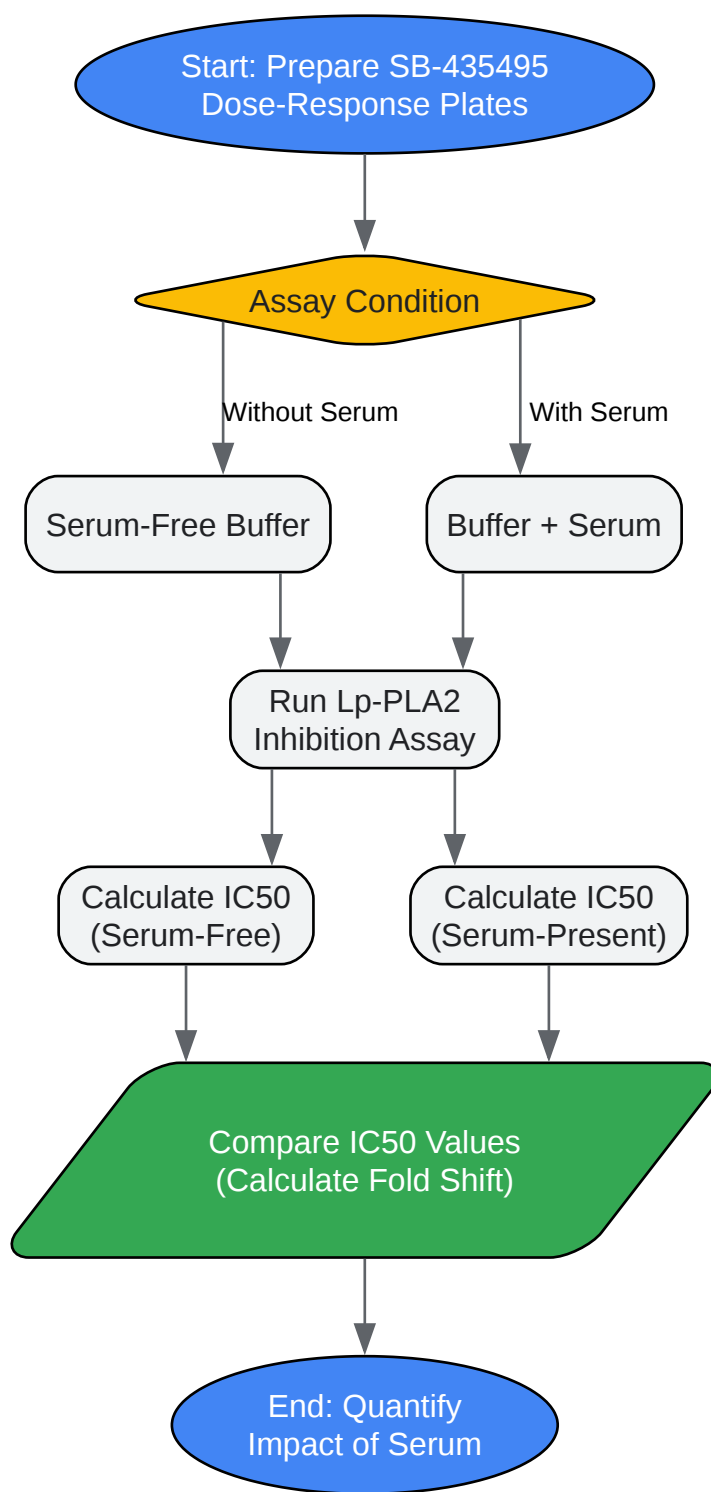 Start: Prepare SB-435495
Dose-Response Plates
Assay Condition
Without Serum
With Serum
Serum-Free Buffer
Buffer + Serum
Run Lp-PLA2
Inhibition Assay
Calculate IC50
(Serum-Free)
Calculate IC50
(Serum-Present)
Compare IC50 Values
(Calculate Fold Shift)
End: Quantify
Impact of Serum